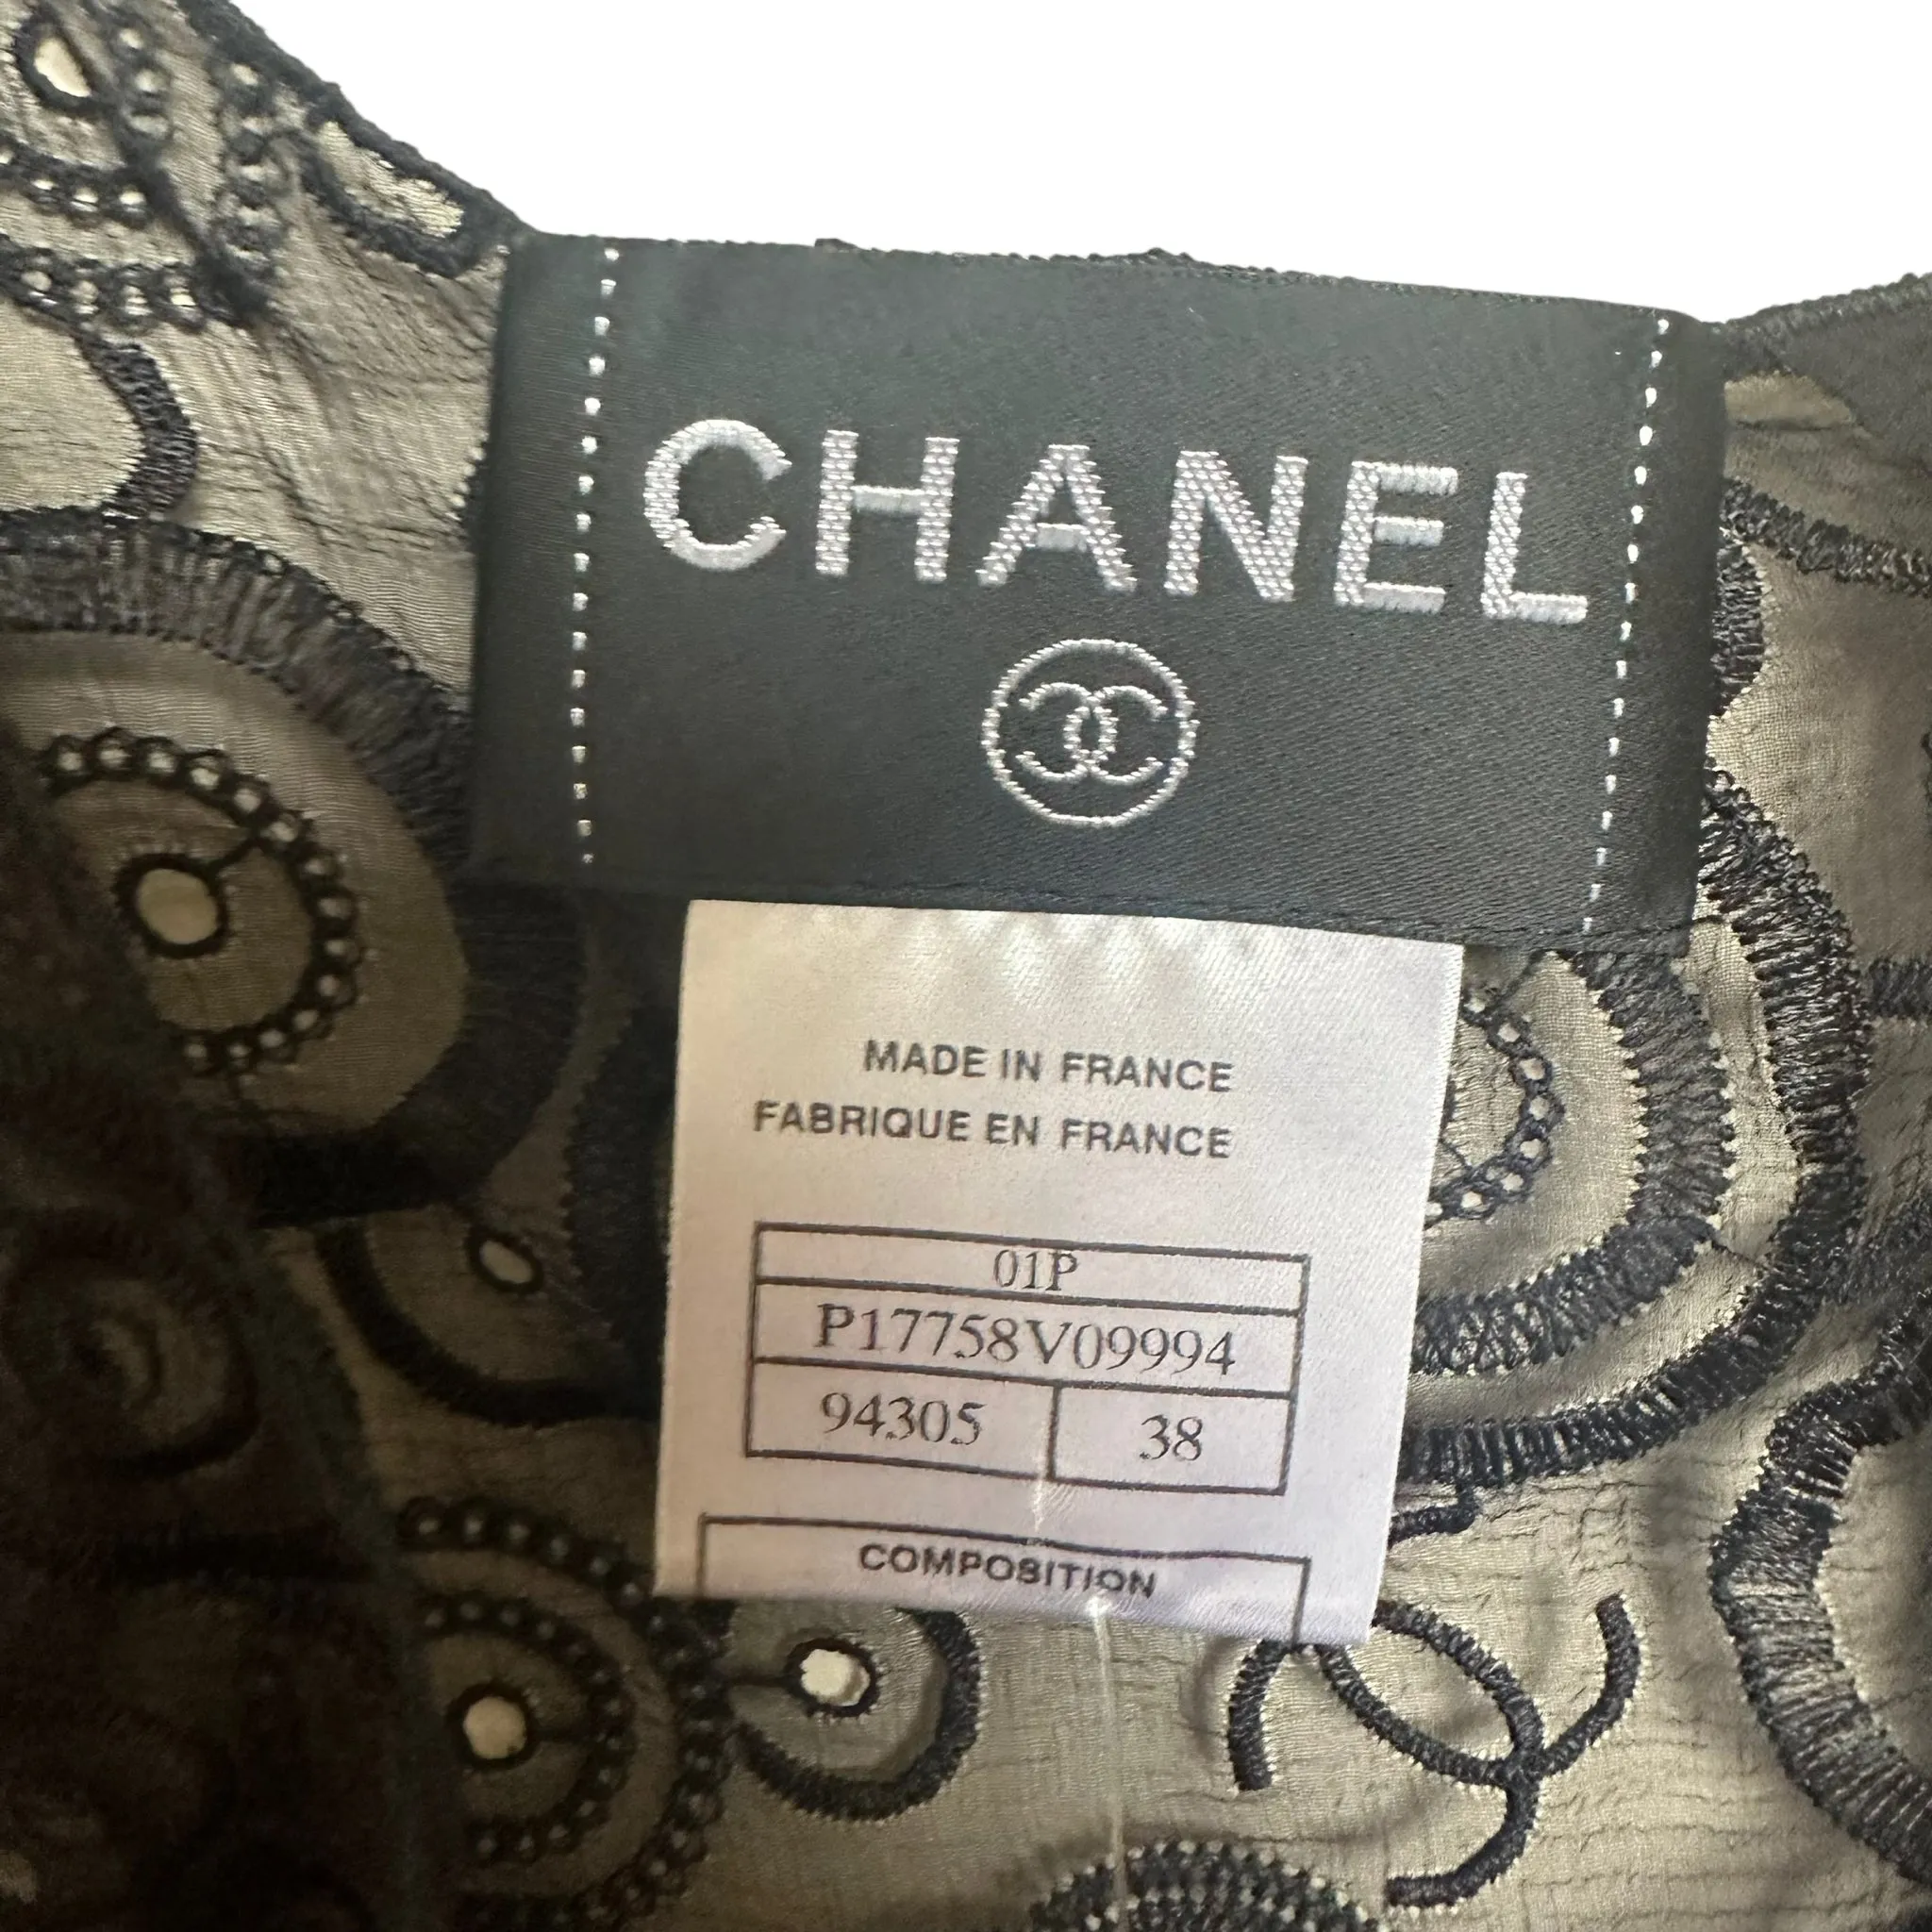 CHANEL
MADE IN FRANCE
FABRIQUE EN FRANCE
01P
P17758V09994
94305 38
COMPOSITION